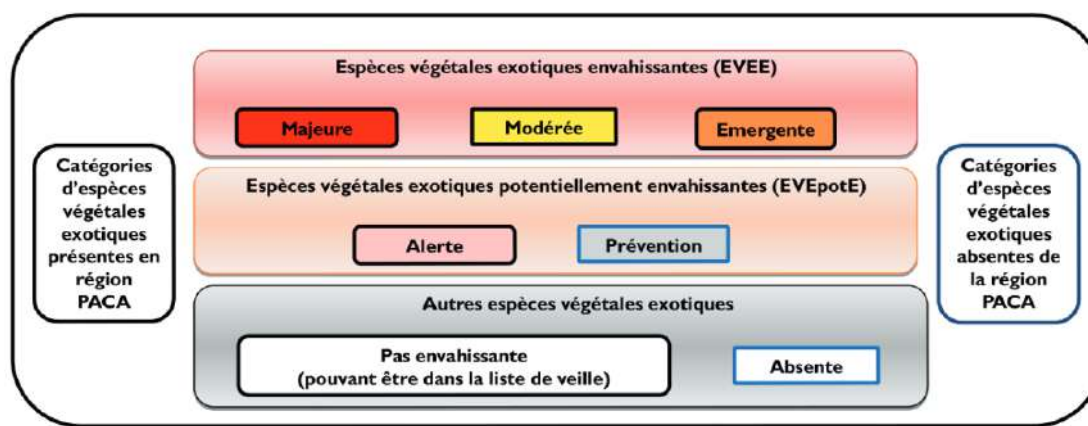 Espèces végétales exotiques envahissantes (EVEE)
Majeure
Modérée
Emergente
Catégories
d'espèces
végétales
exotiques
présentes en
région
PACA
Espèces végétales exotiques potentiellement envahissantes (EVEpotE)
Alerte
Prévention
Catégories
d'espèces
végétales
exotiques
absentes de
la région
PACA
Autres espèces végétales exotiques
Pas envahissante
(pouvant être dans la liste de veille)
Absente